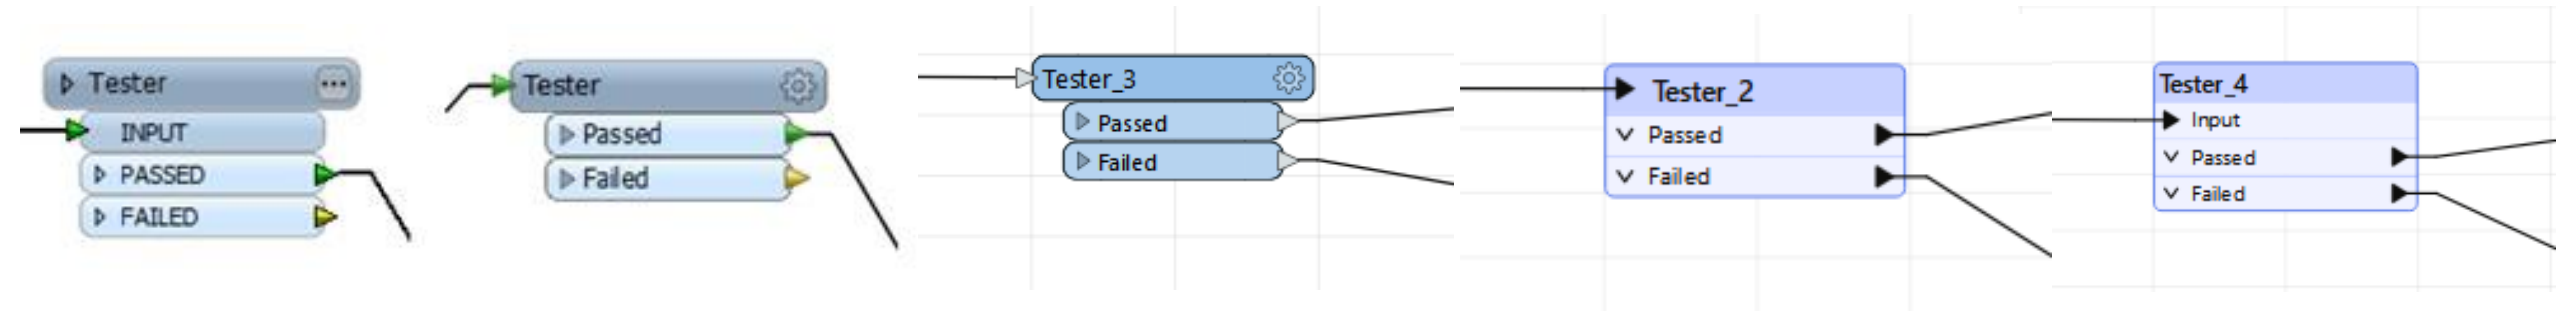 Tester
INPUT
PASSED
FAILED
Tester
Passed
Failed
Tester_3
Passed
Failed
Tester_2
Passed
Failed
Tester_4
Input
Passed
Failed